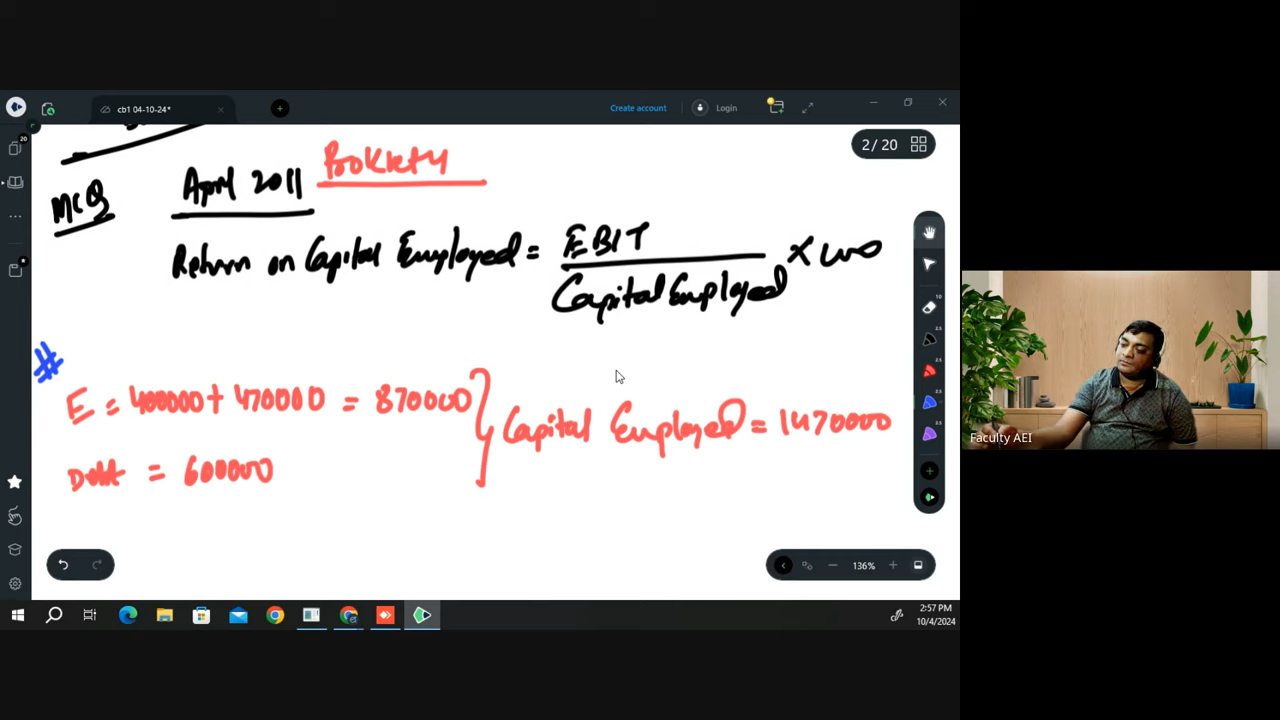 cb1 04-10-24*
Create account
Login
20
2/20
MCQ
April 2011
Return on Capital Employed = EBIT / Capital Employed × 100
#
E = 400000 + 470000 = 870000
Debt = 600000
Capital Employed = 1470000
Faculty AEI
136%
2:57 PM
10/4/2024